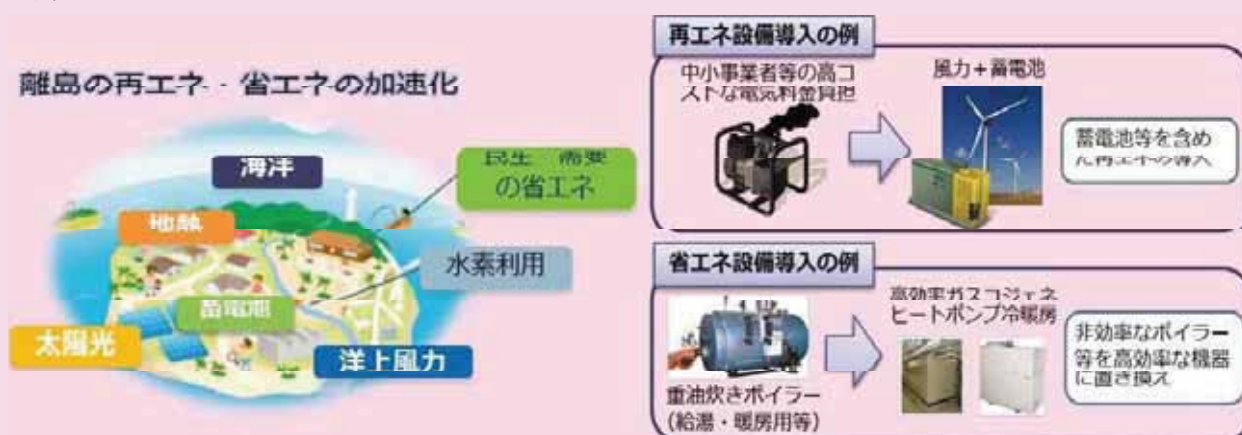 離島の再エネ・省エネの加速化
海洋
民生 需要
の省エネ
地熱
水素利用
蓄電池
太陽光
洋上風力
再エネ設備導入の例
中小事業者等の高コ
ストな電気料金負担
風力+蓄電池
蓄電池等を含め
た再エネの導入
省エネ設備導入の例
重油炊きボイラー
(給湯・暖房用等)
高効率ガスコジェネ
ヒートポンプ冷暖房
非効率なボイラー
等を高効率な機器
に置き換え